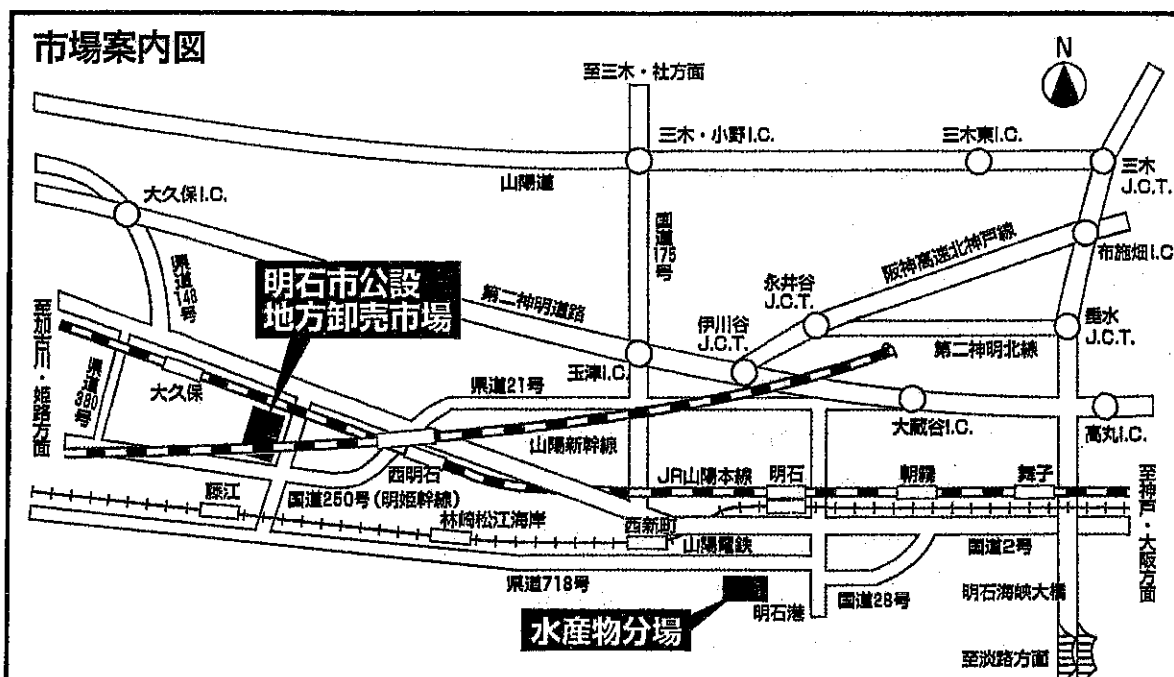 市場案内図
N
至三木・社方面
三木・小野I.C.
三木東I.C.
三木
J.C.T.
山陽道
大久保I.C.
国道175号
阪神高速北神戸線
布施畑I.C
県道148号
明石市公設
地方卸売市場
第二神明道路
永井谷
J.C.T.
伊川谷
J.C.T.
垂水
J.C.T.
第二神明北線
至加古川・姫路方面
県道380号
大久保
玉津I.C.
県道21号
大蔵谷I.C.
高丸I.C.
山陽新幹線
西明石
JR山陽本線
明石
朝霧
舞子
至神戸・大阪方面
藤江
国道250号(明姫幹線)
林崎松江海岸
西新町
山陽電鉄
国道2号
県道718号
明石港
国道28号
明石海峡大橋
水産物分場
至淡路方面